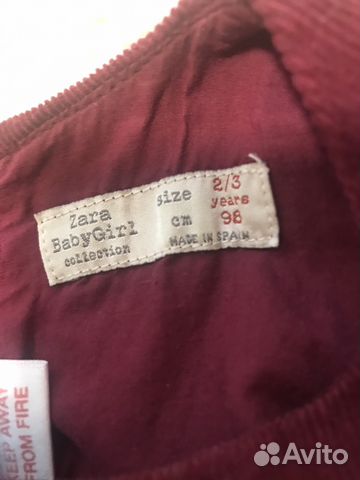 Zara
BabyGirl
collection
size
cm
2/3
years
98
MADE IN SPAIN
KEEP AWAY
FROM FIRE
Avito